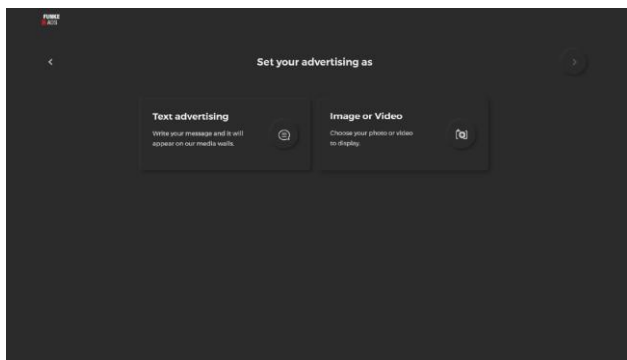 FUNKE
Set your advertising as
Text advertising
Write your message and it will
appear on our media walls.
Image or Video
Choose your photo or video
to display.